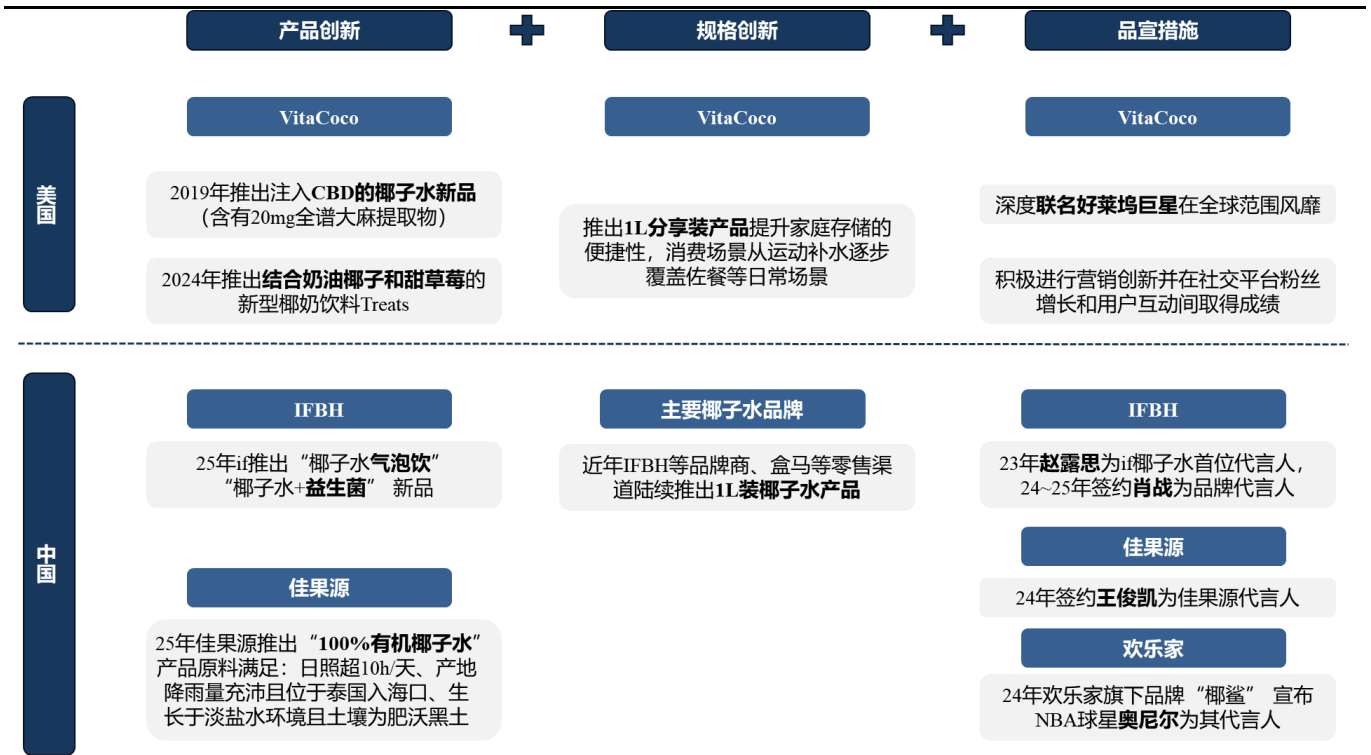 产品创新
规格创新
品宣措施
美国
VitaCoco
VitaCoco
VitaCoco
2019年推出注入CBD的椰子水新品
（含有20mg全谱大麻提取物）
2024年推出结合奶油椰子和甜草莓的
新型椰奶饮料Treats
推出1L分享装产品提升家庭存储的
便捷性，消费场景从运动补水逐步
覆盖佐餐等日常场景
深度联名好莱坞巨星在全球范围风靡
积极进行营销创新并在社交平台粉丝
增长和用户互动间取得成绩
中国
IFBH
25年if推出“椰子水气泡饮”
“椰子水+益生菌” 新品
佳果源
25年佳果源推出“100%有机椰子水”
产品原料满足：日照超10h/天、产地
降雨量充沛且位于泰国入海口、生
长于淡盐水环境且土壤为肥沃黑土
主要椰子水品牌
近年IFBH等品牌商、盒马等零售渠
道陆续推出1L装椰子水产品
IFBH
23年赵露思为if椰子水首位代言人，
24~25年签约肖战为品牌代言人
佳果源
24年签约王俊凯为佳果源代言人
欢乐家
24年欢乐家旗下品牌“椰鲨” 宣布
NBA球星奥尼尔为其代言人